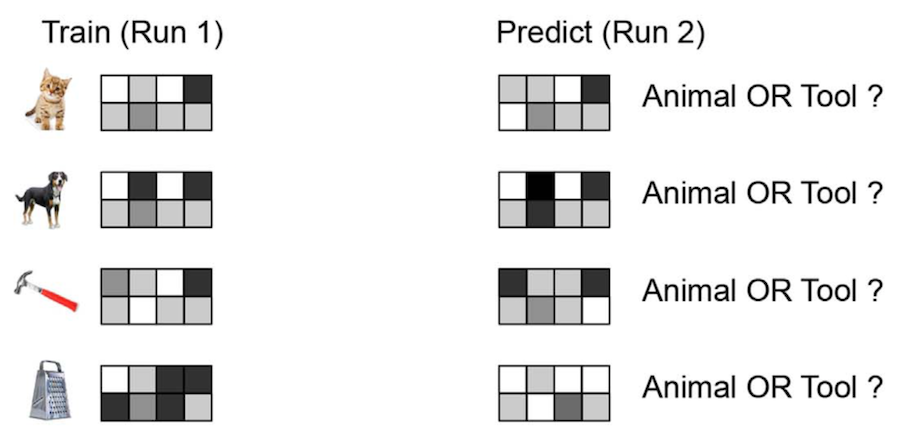 Train (Run 1)
Predict (Run 2)
Animal OR Tool ?
Animal OR Tool ?
Animal OR Tool ?
Animal OR Tool ?